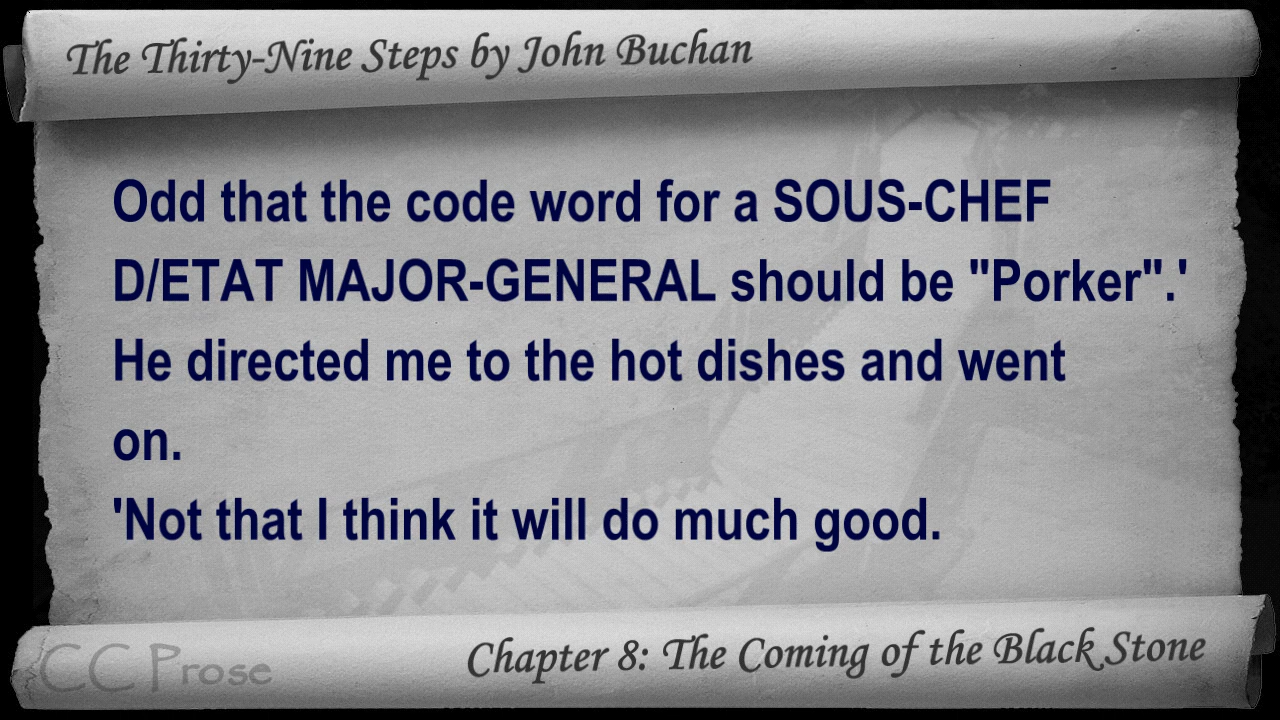 The Thirty-Nine Steps by John Buchan
Odd that the code word for a SOUS-CHEF
D/ETAT MAJOR-GENERAL should be "Porker".'
He directed me to the hot dishes and went
on.
'Not that I think it will do much good.
CC Prose
Chapter 8: The Coming of the Black Stone